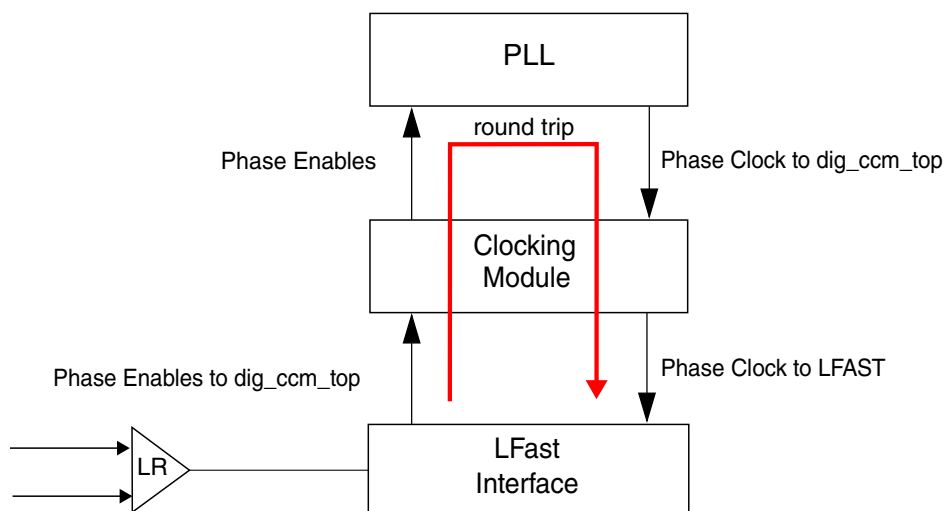 PLL
round trip
Phase Enables
Phase Clock to dig_ccm_top
Clocking
Module
Phase Enables to dig_ccm_top
Phase Clock to LFAST
LR
LFast
Interface